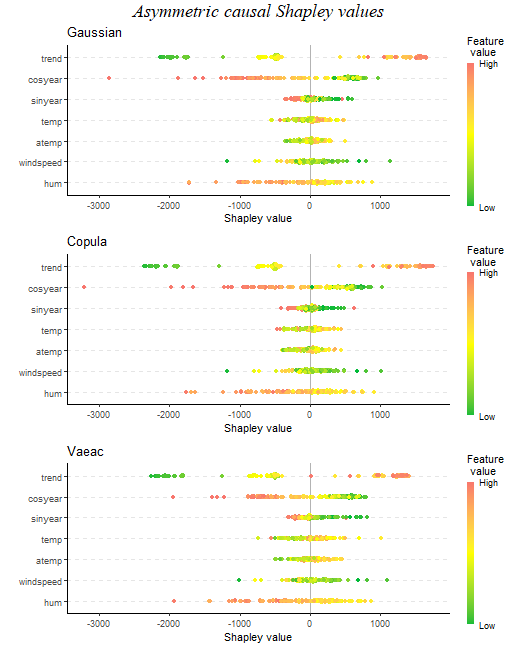 Asymmetric causal Shapley values
Gaussian
Feature
value
trend
High
cosyear
sinyear
temp
atemp
windspeed
hum
Low
-3000 -2000 -1000 0 1000
Shapley value
Copula
Feature
value
trend
High
cosyear
sinyear
temp
atemp
windspeed
hum
Low
-3000 -2000 -1000 0 1000
Shapley value
Vaeac
Feature
value
trend
High
cosyear
sinyear
temp
atemp
windspeed
hum
Low
-3000 -2000 -1000 0 1000
Shapley value